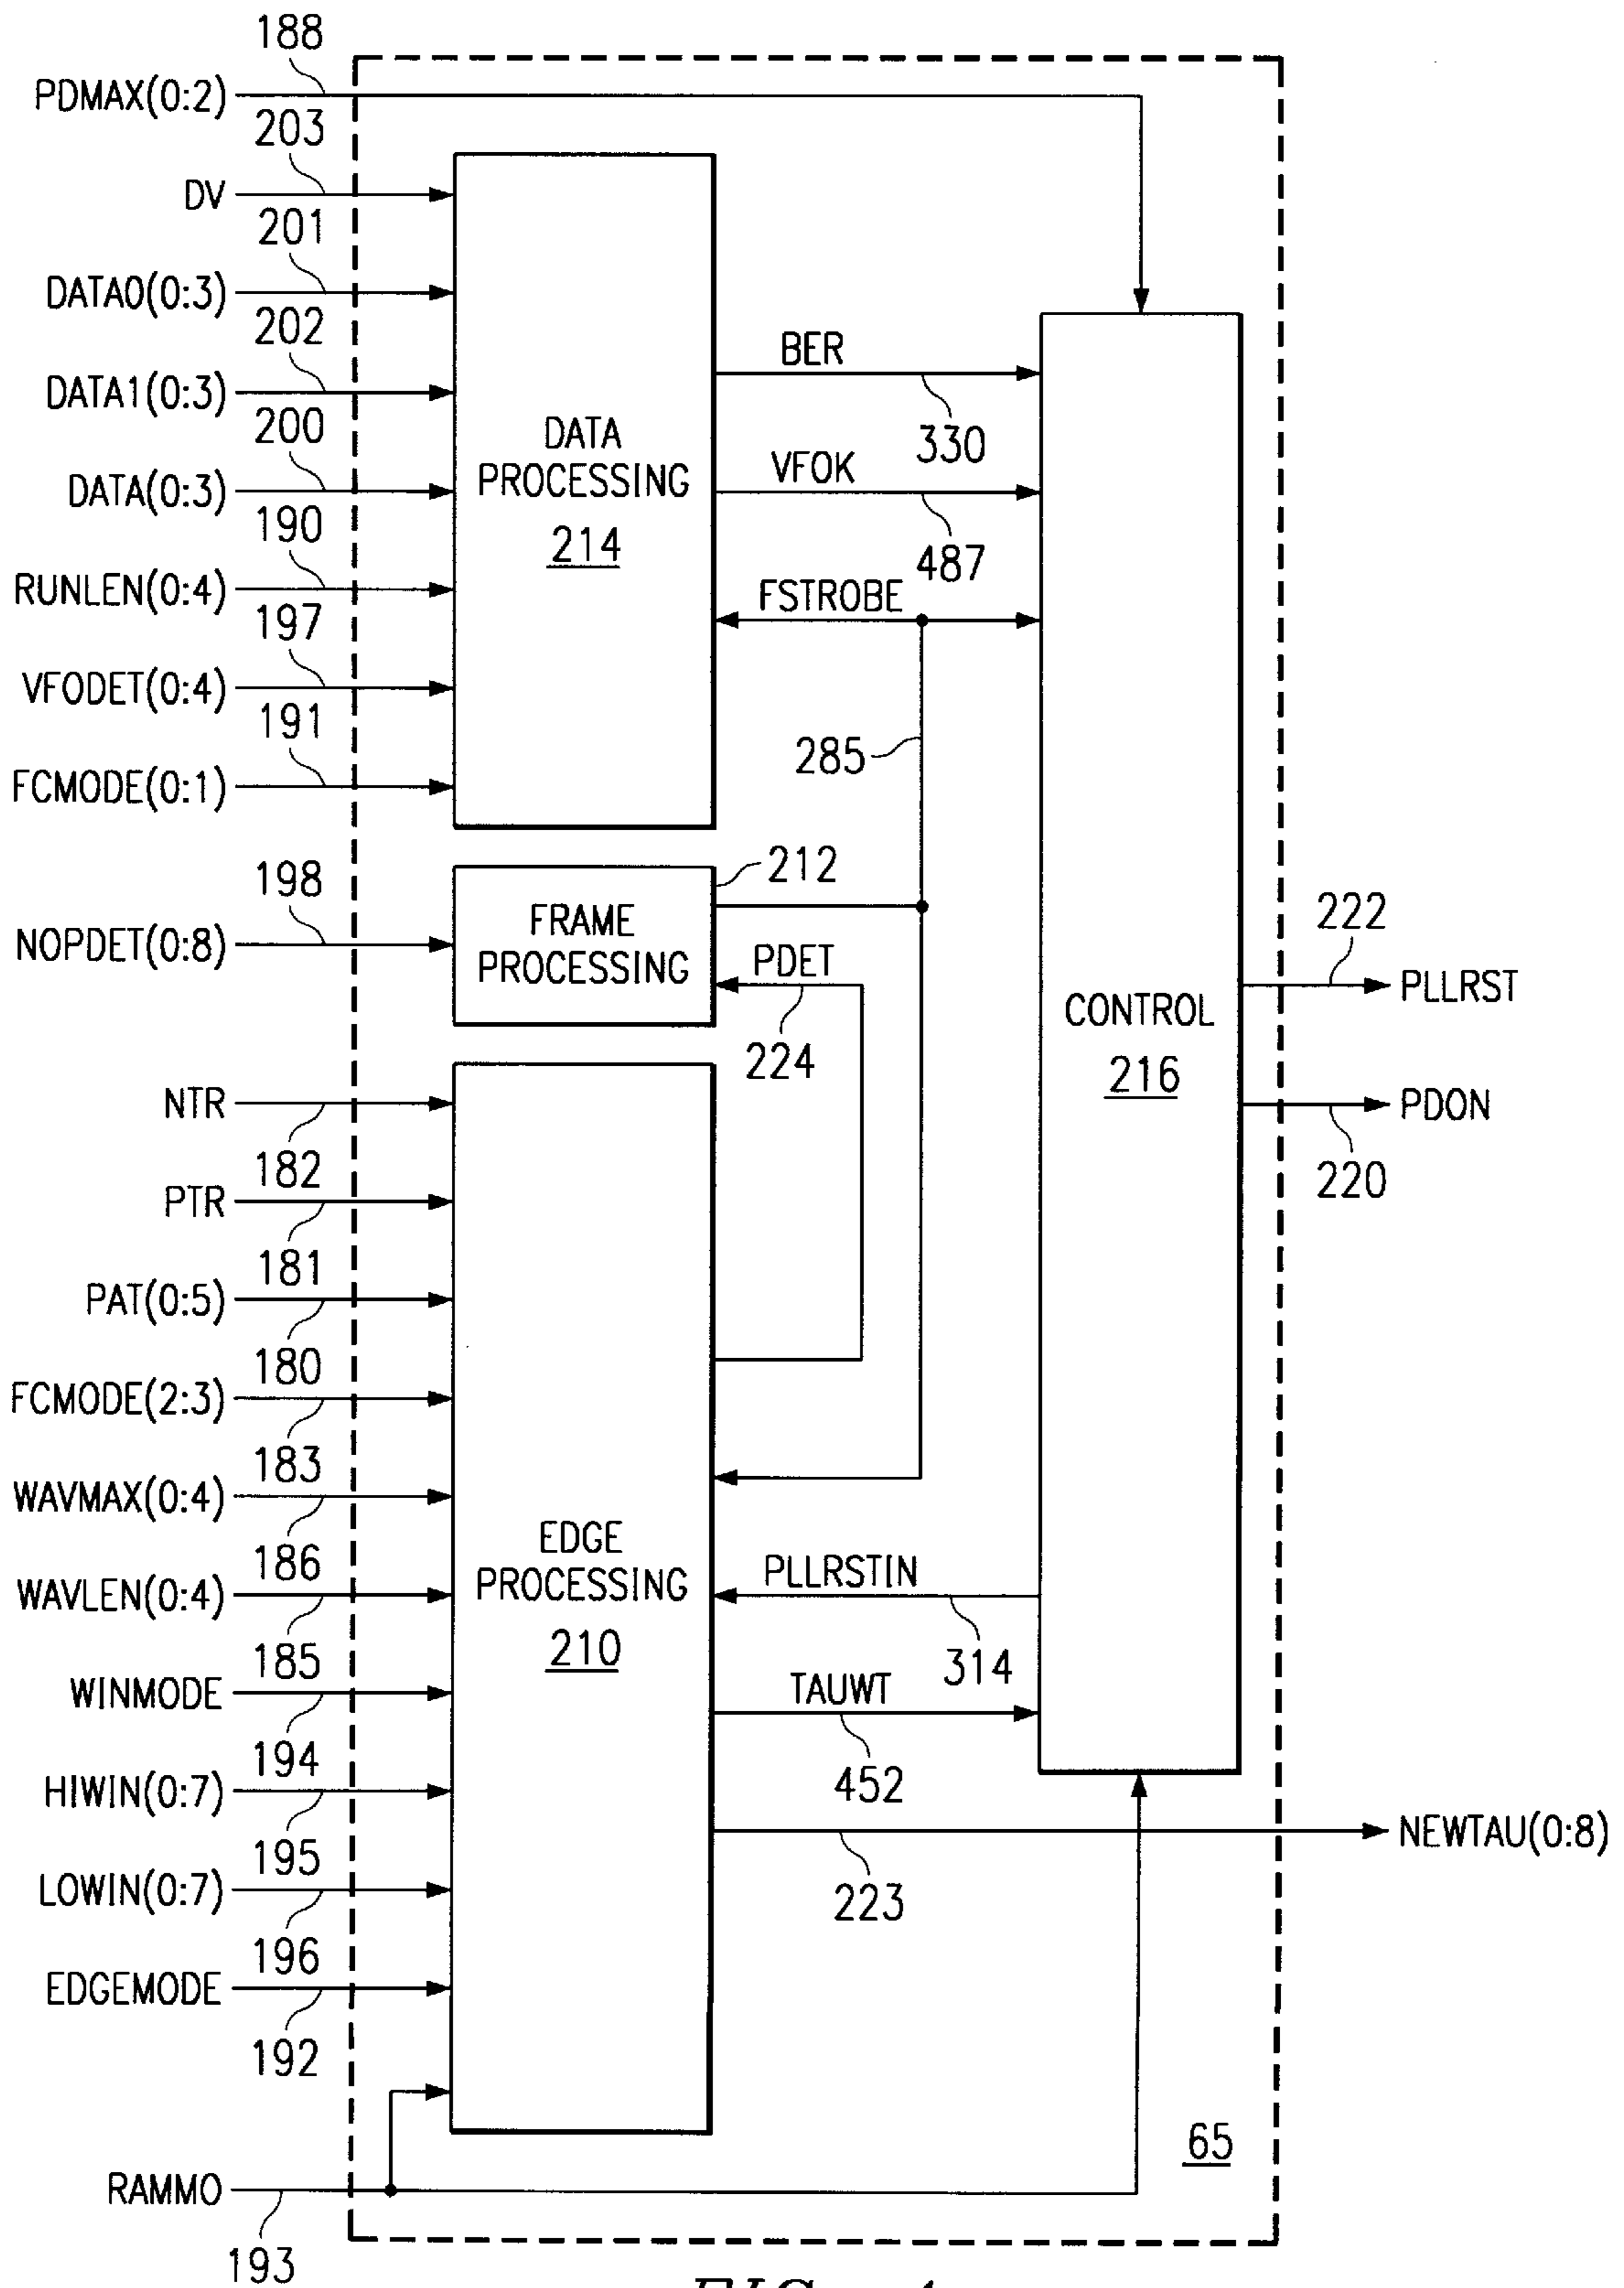 188
PDMAX(0:2)
203
DV
201
DATA0(0:3)
202
DATA1(0:3)
200
DATA(0:3)
190
RUNLEN(0:4)
197
VFODET(0:4)
191
FCMODE(0:1)
DATA
PROCESSING
214
BER
330
VFOK
487
FSTROBE
285
198
NOPDET(0:8)
FRAME
PROCESSING
212
PDET
224
CONTROL
216
222
PLLRST
PDON
220
NTR
182
PTR
181
PAT(0:5)
180
FCMODE(2:3)
183
WAVMAX(0:4)
186
WAVLEN(0:4)
185
WINMODE
194
HIWIN(0:7)
195
LOWIN(0:7)
196
EDGEMODE
192
EDGE
PROCESSING
210
PLLRSTIN
314
TAUWT
452
NEWTAU(0:8)
223
RAMMO
193
65